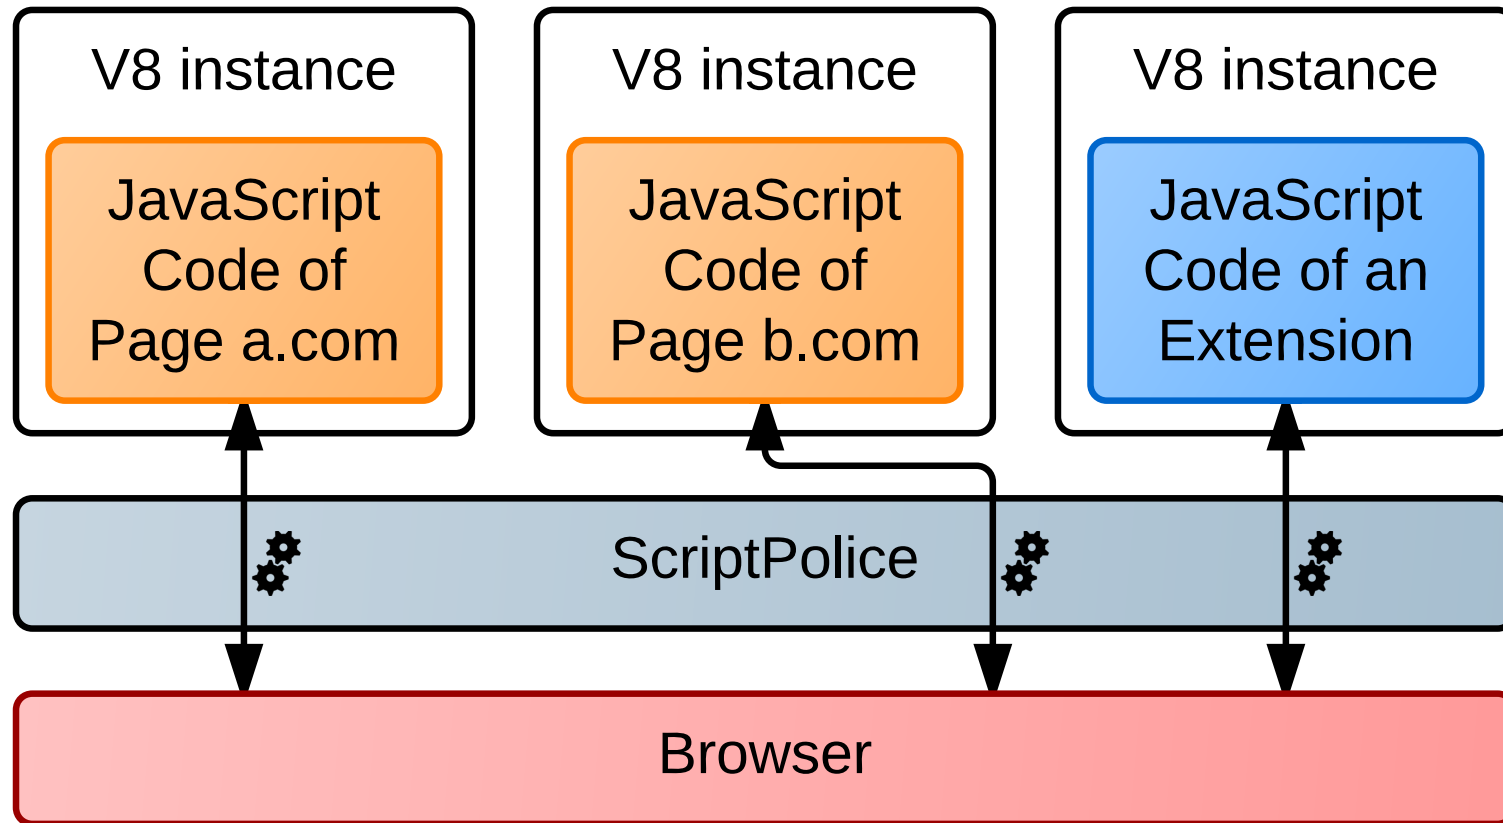 V8 instance
JavaScript
Code of
Page a.com
V8 instance
JavaScript
Code of
Page b.com
V8 instance
JavaScript
Code of an
Extension
ScriptPolice
Browser